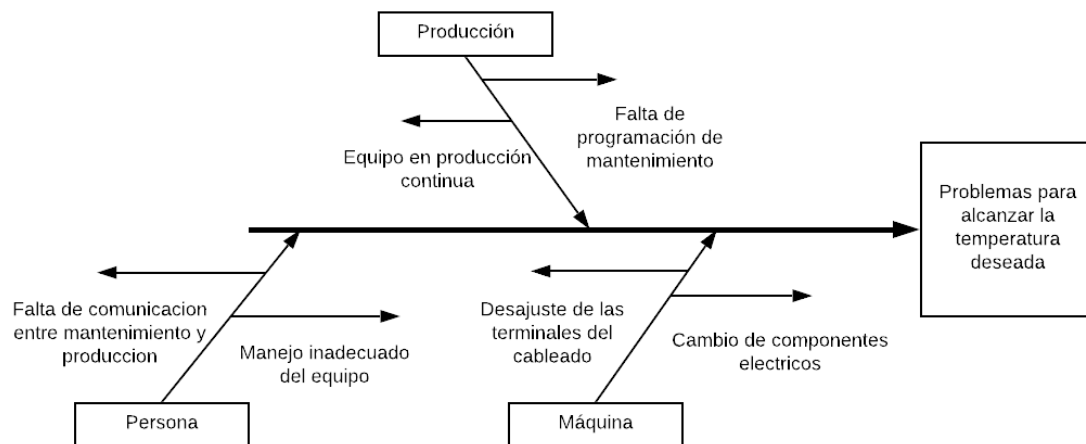 Producción
Falta de
programación de
mantenimiento
Equipo en producción
continua
Problemas para
alcanzar la
temperatura
deseada
Falta de comunicacion
entre mantenimiento y
produccion
Manejo inadecuado
del equipo
Desajuste de las
terminales del
cableado
Cambio de componentes
electricos
Persona
Máquina